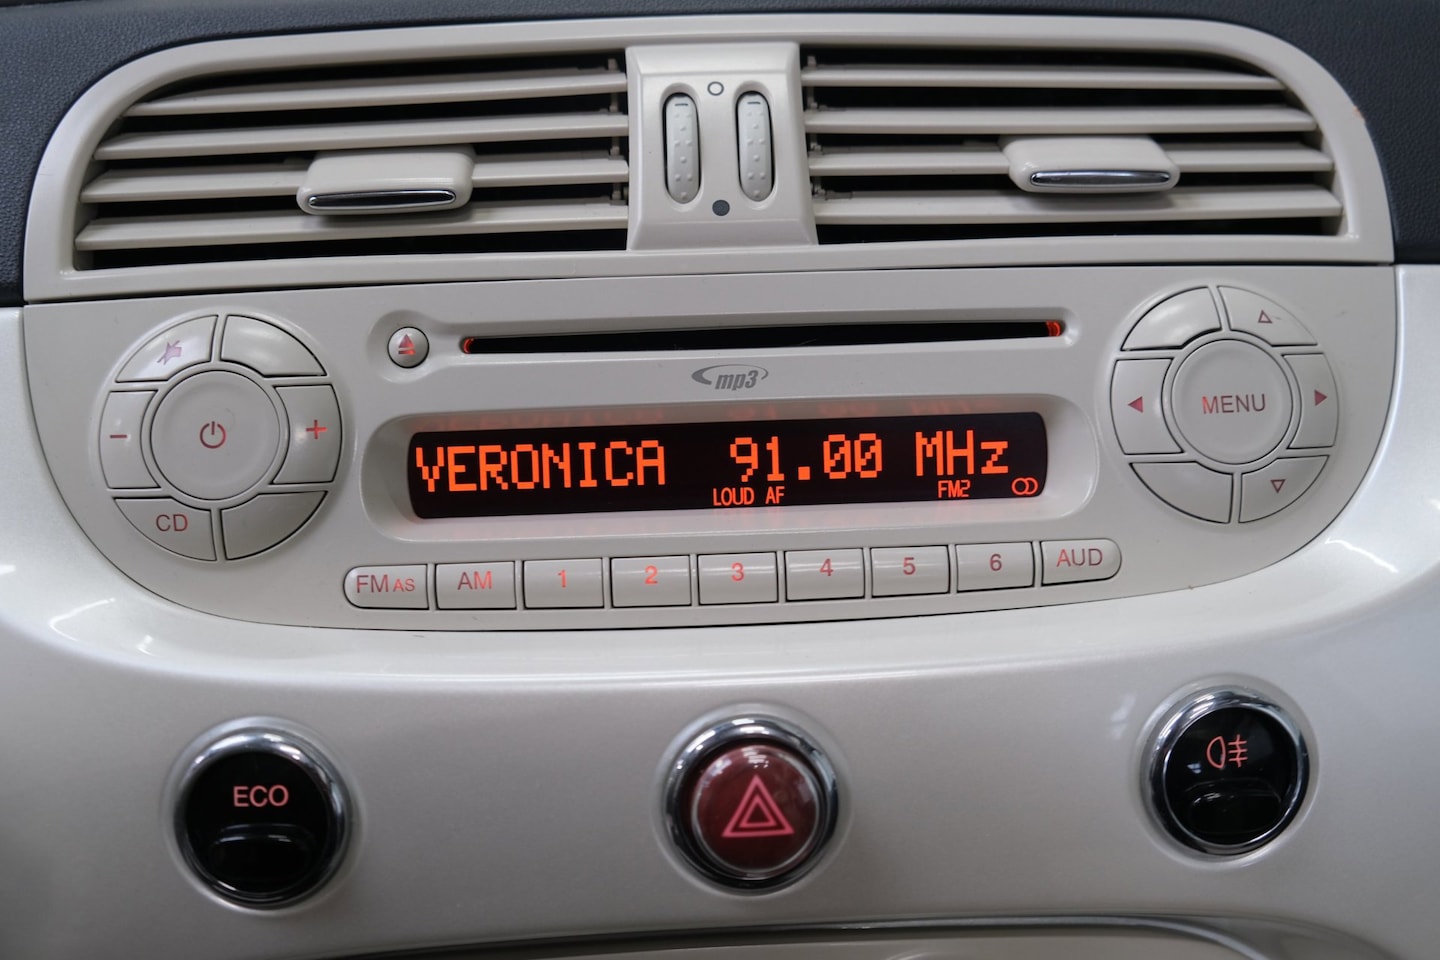 mp3
VERONICA 91.00 MHz
LOUD AF FM2
MENU
CD
FM AS AM 1 2 3 4 5 6 AUD
ECO